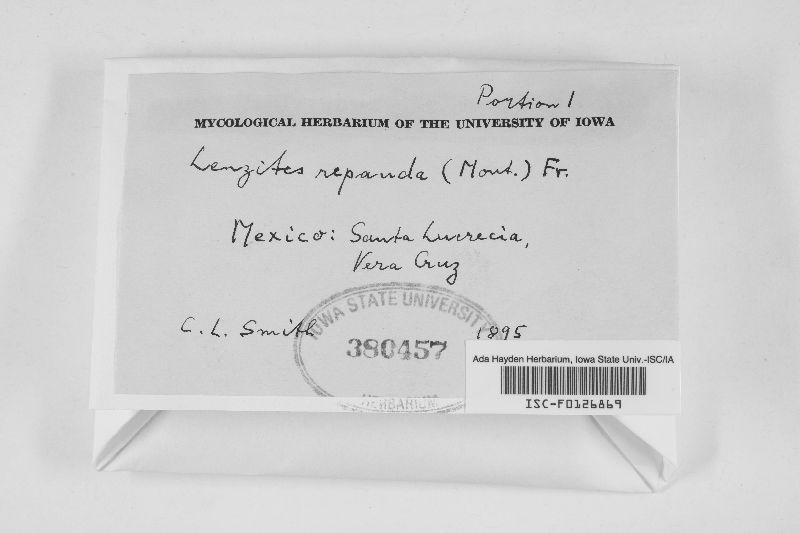 Portion 1
MYCOLOGICAL HERBARIUM OF THE UNIVERSITY OF IOWA
Lenzites repanda (Mont.) Fr.
Mexico: Santa Lucrecia,
Vera Cruz
C. L. Smith 1895
IOWA STATE UNIVERSITY
380457
HERBARIUM
Ada Hayden Herbarium, Iowa State Univ.-ISC/IA
ISC-F0126869